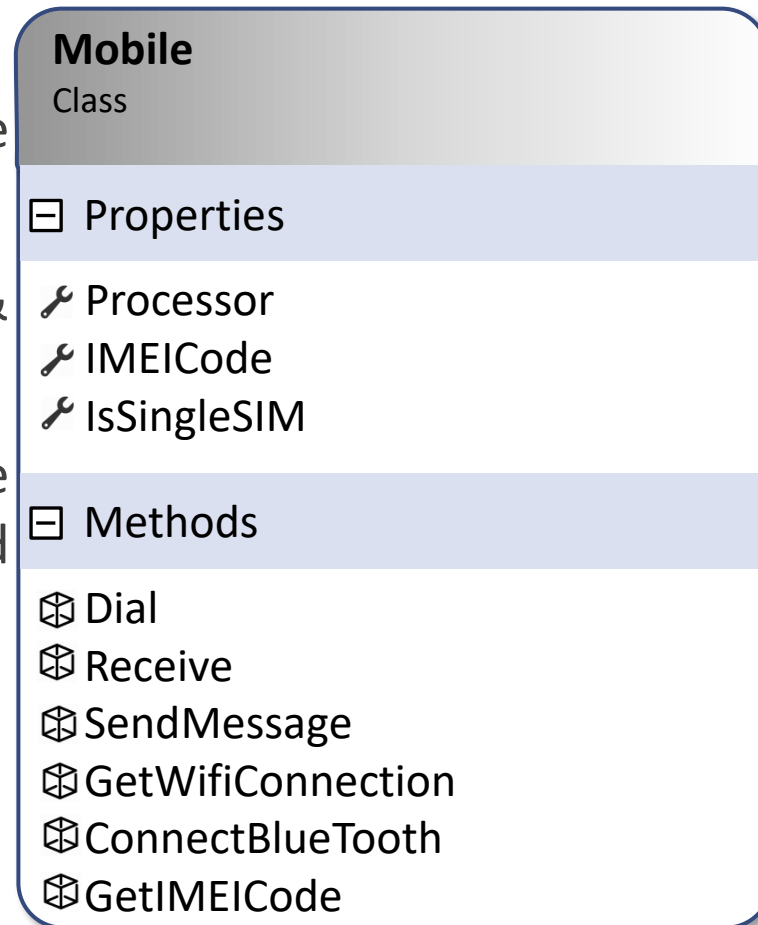 Mobile
Class
Properties
Processor
IMEICode
IsSingleSIM
Methods
Dial
Receive
SendMessage
GetWifiConnection
ConnectBlueTooth
GetIMEICode